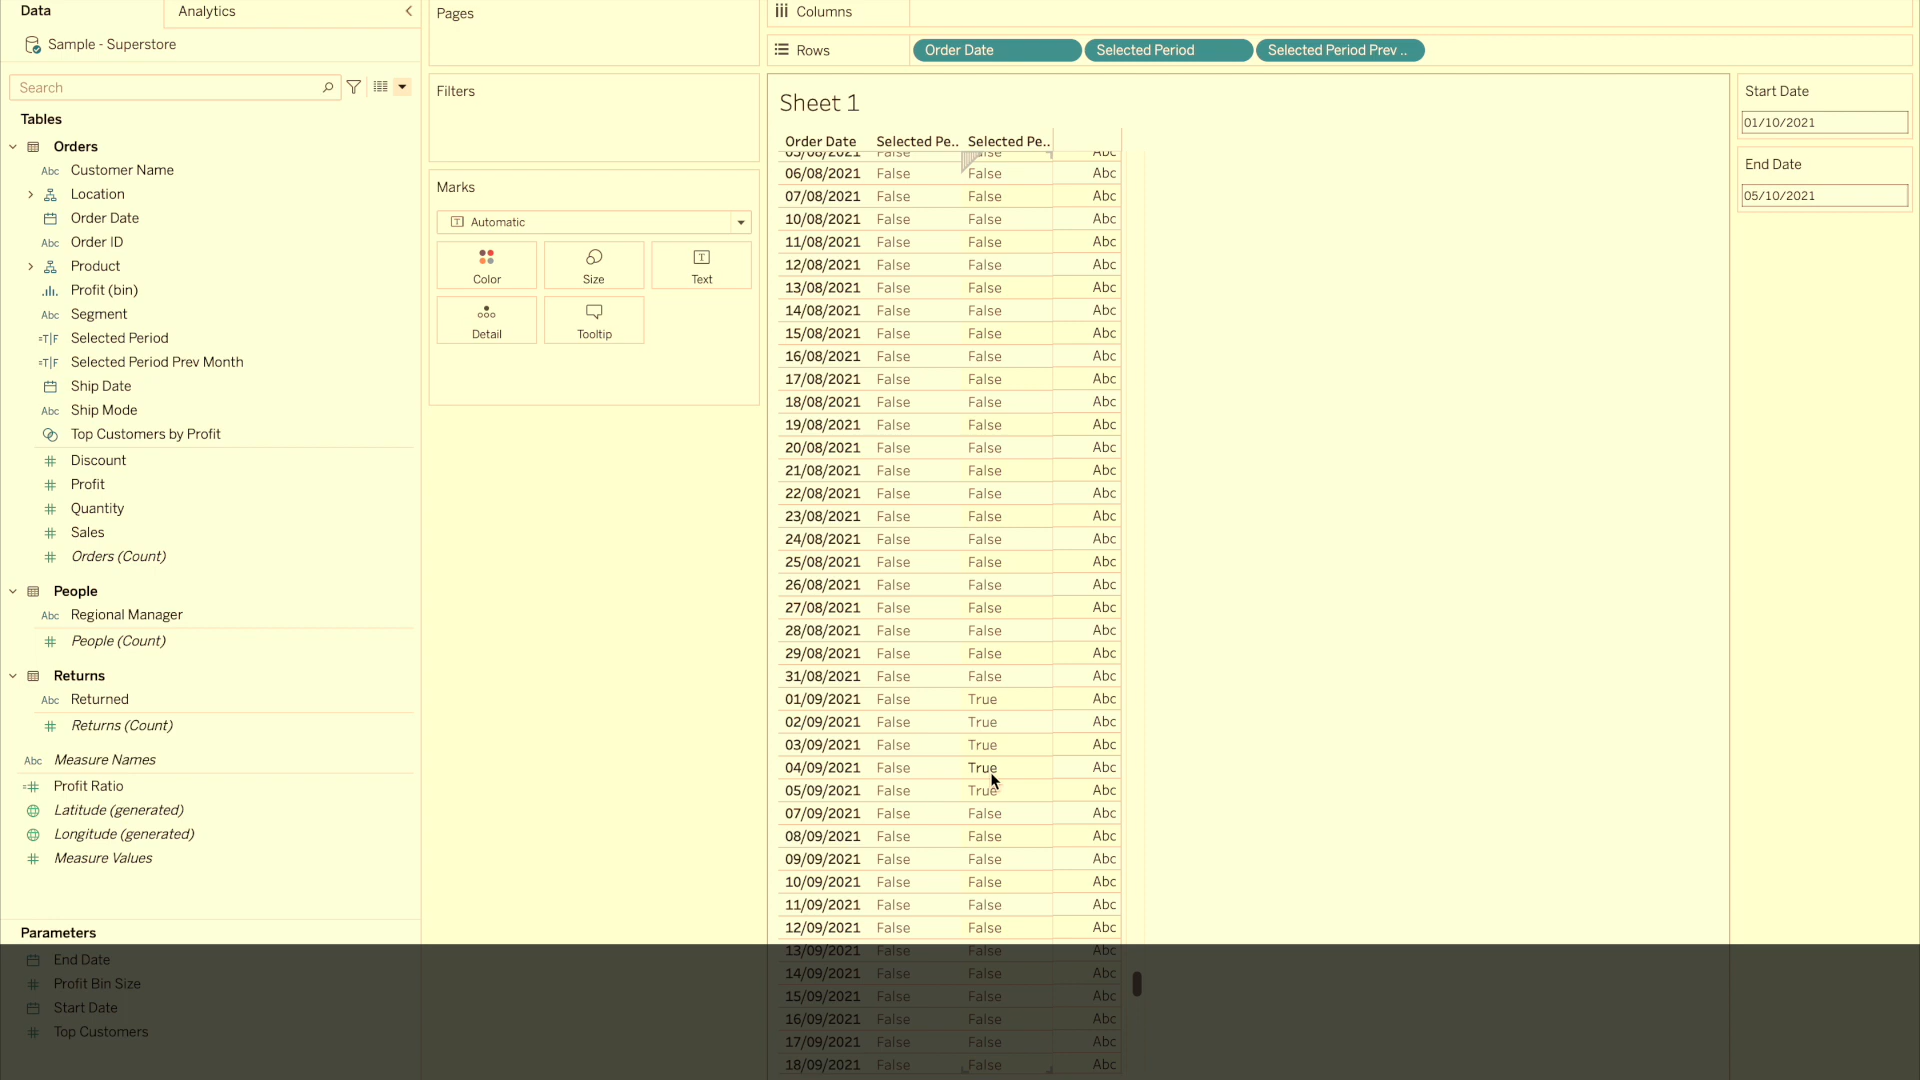 Data
Analytics
Sample - Superstore
Search
Tables
Orders
Abc Customer Name
Location
Order Date
Abc Order ID
Product
Profit (bin)
Abc Segment
=T|F Selected Period
=T|F Selected Period Prev Month
Ship Date
Abc Ship Mode
Top Customers by Profit
# Discount
# Profit
# Quantity
# Sales
# Orders (Count)
People
Abc Regional Manager
# People (Count)
Returns
Abc Returned
# Returns (Count)
Abc Measure Names
=# Profit Ratio
Latitude (generated)
Longitude (generated)
# Measure Values
Parameters
End Date
# Profit Bin Size
Start Date
# Top Customers
Pages
Filters
Marks
T Automatic
Color
Size
T Text
Detail
Tooltip
Columns
Rows
Order Date
Selected Period
Selected Period Prev ..
Sheet 1
Order Date Selected Pe.. Selected Pe..
06/08/2021 False False Abc
07/08/2021 False False Abc
10/08/2021 False False Abc
11/08/2021 False False Abc
12/08/2021 False False Abc
13/08/2021 False False Abc
14/08/2021 False False Abc
15/08/2021 False False Abc
16/08/2021 False False Abc
17/08/2021 False False Abc
18/08/2021 False False Abc
19/08/2021 False False Abc
20/08/2021 False False Abc
21/08/2021 False False Abc
22/08/2021 False False Abc
23/08/2021 False False Abc
24/08/2021 False False Abc
25/08/2021 False False Abc
26/08/2021 False False Abc
27/08/2021 False False Abc
28/08/2021 False False Abc
29/08/2021 False False Abc
31/08/2021 False False Abc
01/09/2021 False True Abc
02/09/2021 False True Abc
03/09/2021 False True Abc
04/09/2021 False True Abc
05/09/2021 False True Abc
07/09/2021 False False Abc
08/09/2021 False False Abc
09/09/2021 False False Abc
10/09/2021 False False Abc
11/09/2021 False False Abc
12/09/2021 False False Abc
13/09/2021 False False Abc
14/09/2021 False False Abc
15/09/2021 False False Abc
16/09/2021 False False Abc
17/09/2021 False False Abc
18/09/2021 False False Abc
Start Date
01/10/2021
End Date
05/10/2021